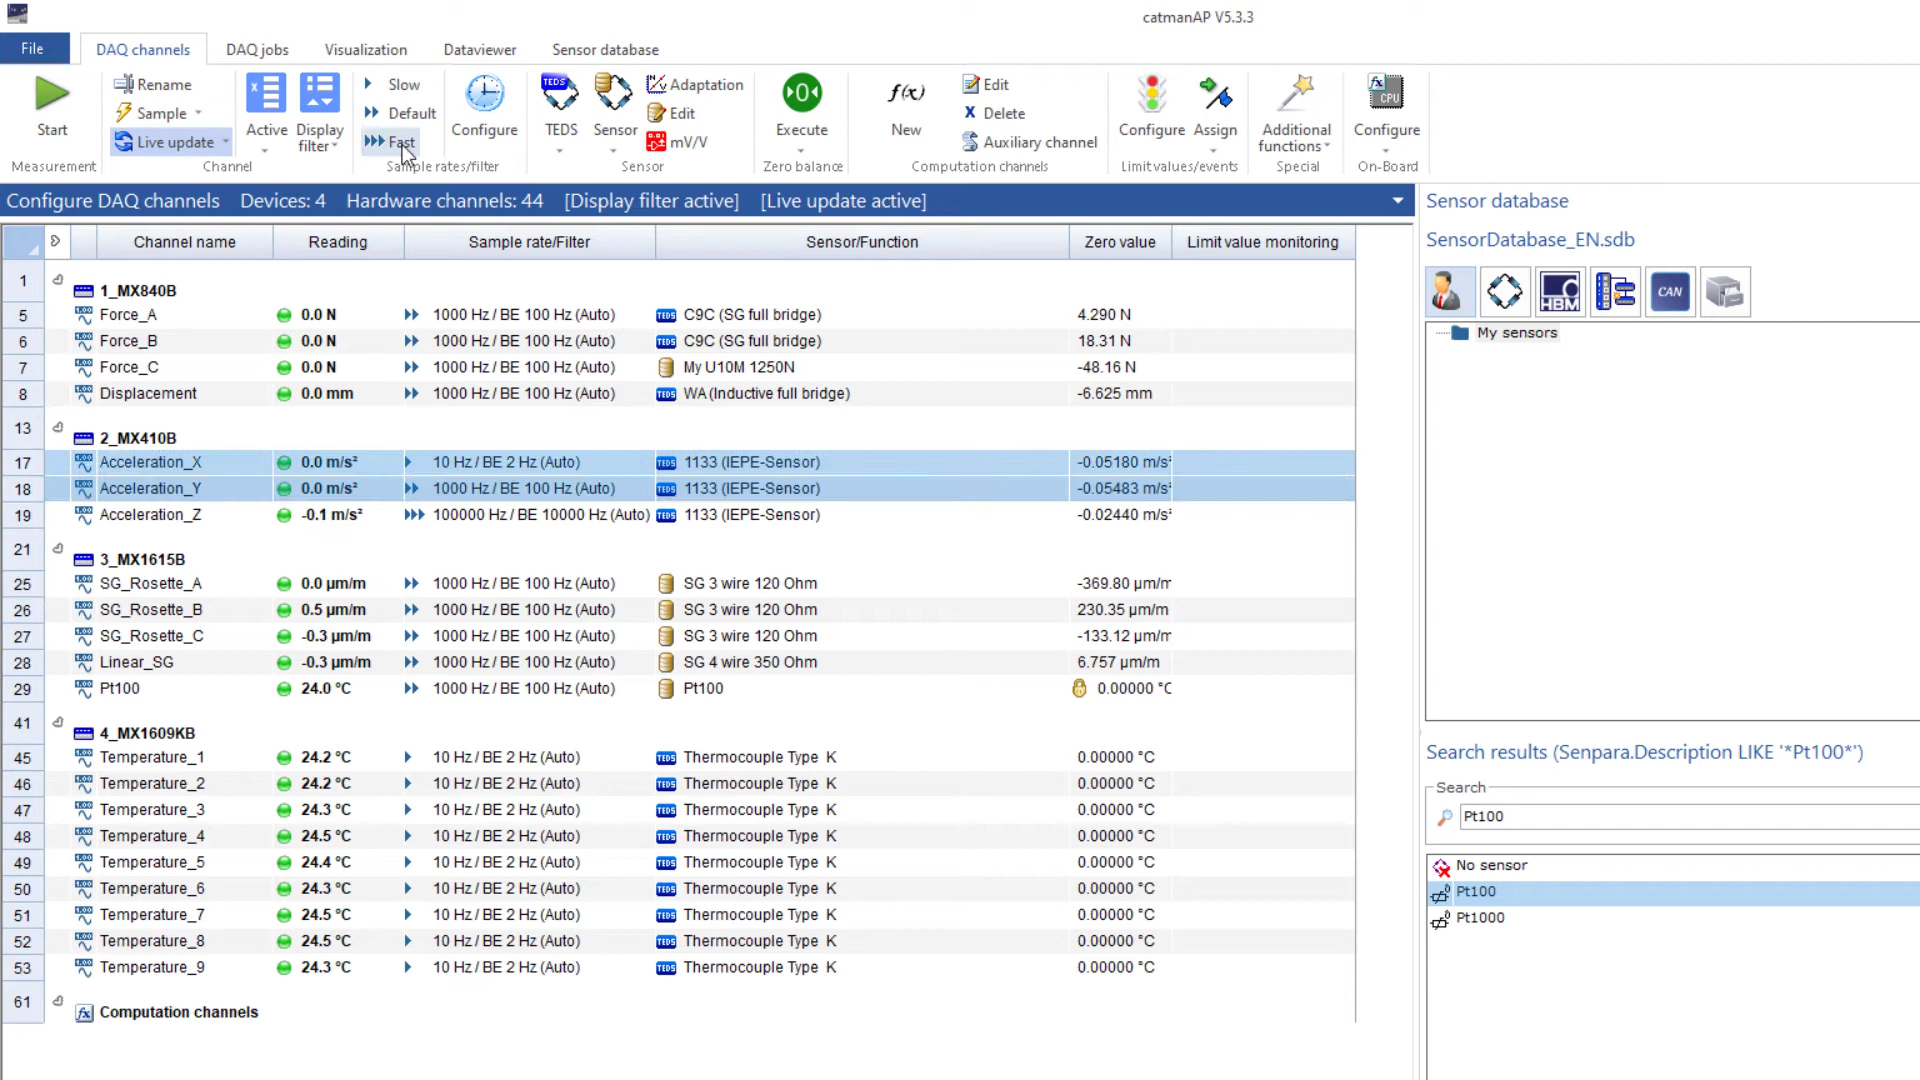 catmanAP V5.3.3
File DAQ channels DAQ jobs Visualization Dataviewer Sensor database
Start
Measurement
Rename
Sample
Live update
Active
Display filter
Channel
Slow
Default
Fast
Configure
Sample rates/filter
TEDS
TEDS
Sensor
Adaptation
Edit
mV/V
Sensor
0
Execute
Zero balance
f(x)
New
Edit
Delete
Auxiliary channel
Computation channels
Configure
Assign
Limit values/events
Additional functions
Special
fx CPU
Configure
On-Board
Configure DAQ channels Devices: 4 Hardware channels: 44 [Display filter active] [Live update active]
Channel name Reading Sample rate/Filter Sensor/Function Zero value Limit value monitoring
1 1_MX840B
5 Force_A 0.0 N 1000 Hz / BE 100 Hz (Auto) TEDS C9C (SG full bridge) 4.290 N
6 Force_B 0.0 N 1000 Hz / BE 100 Hz (Auto) TEDS C9C (SG full bridge) 18.31 N
7 Force_C 0.0 N 1000 Hz / BE 100 Hz (Auto) My U10M 1250N -48.16 N
8 Displacement 0.0 mm 1000 Hz / BE 100 Hz (Auto) TEDS WA (Inductive full bridge) -6.625 mm
13 2_MX410B
17 Acceleration_X 0.0 m/s² 10 Hz / BE 2 Hz (Auto) TEDS 1133 (IEPE-Sensor) -0.05180 m/s²
18 Acceleration_Y 0.0 m/s² 1000 Hz / BE 100 Hz (Auto) TEDS 1133 (IEPE-Sensor) -0.05483 m/s²
19 Acceleration_Z -0.1 m/s² 100000 Hz / BE 10000 Hz (Auto) TEDS 1133 (IEPE-Sensor) -0.02440 m/s²
21 3_MX1615B
25 SG_Rosette_A 0.0 µm/m 1000 Hz / BE 100 Hz (Auto) SG 3 wire 120 Ohm -369.80 µm/m
26 SG_Rosette_B 0.5 µm/m 1000 Hz / BE 100 Hz (Auto) SG 3 wire 120 Ohm 230.35 µm/m
27 SG_Rosette_C -0.3 µm/m 1000 Hz / BE 100 Hz (Auto) SG 3 wire 120 Ohm -133.12 µm/m
28 Linear_SG -0.3 µm/m 1000 Hz / BE 100 Hz (Auto) SG 4 wire 350 Ohm 6.757 µm/m
29 Pt100 24.0 °C 1000 Hz / BE 100 Hz (Auto) Pt100 0.00000 °C
41 4_MX1609KB
45 Temperature_1 24.2 °C 10 Hz / BE 2 Hz (Auto) TEDS Thermocouple Type K 0.00000 °C
46 Temperature_2 24.2 °C 10 Hz / BE 2 Hz (Auto) TEDS Thermocouple Type K 0.00000 °C
47 Temperature_3 24.3 °C 10 Hz / BE 2 Hz (Auto) TEDS Thermocouple Type K 0.00000 °C
48 Temperature_4 24.5 °C 10 Hz / BE 2 Hz (Auto) TEDS Thermocouple Type K 0.00000 °C
49 Temperature_5 24.4 °C 10 Hz / BE 2 Hz (Auto) TEDS Thermocouple Type K 0.00000 °C
50 Temperature_6 24.3 °C 10 Hz / BE 2 Hz (Auto) TEDS Thermocouple Type K 0.00000 °C
51 Temperature_7 24.5 °C 10 Hz / BE 2 Hz (Auto) TEDS Thermocouple Type K 0.00000 °C
52 Temperature_8 24.5 °C 10 Hz / BE 2 Hz (Auto) TEDS Thermocouple Type K 0.00000 °C
53 Temperature_9 24.3 °C 10 Hz / BE 2 Hz (Auto) TEDS Thermocouple Type K 0.00000 °C
61 fx Computation channels
Sensor database
SensorDatabase_EN.sdb
HBM CAN
My sensors
Search results (Senpara.Description LIKE '*Pt100*')
Search
Pt100
No sensor
Pt100
Pt1000